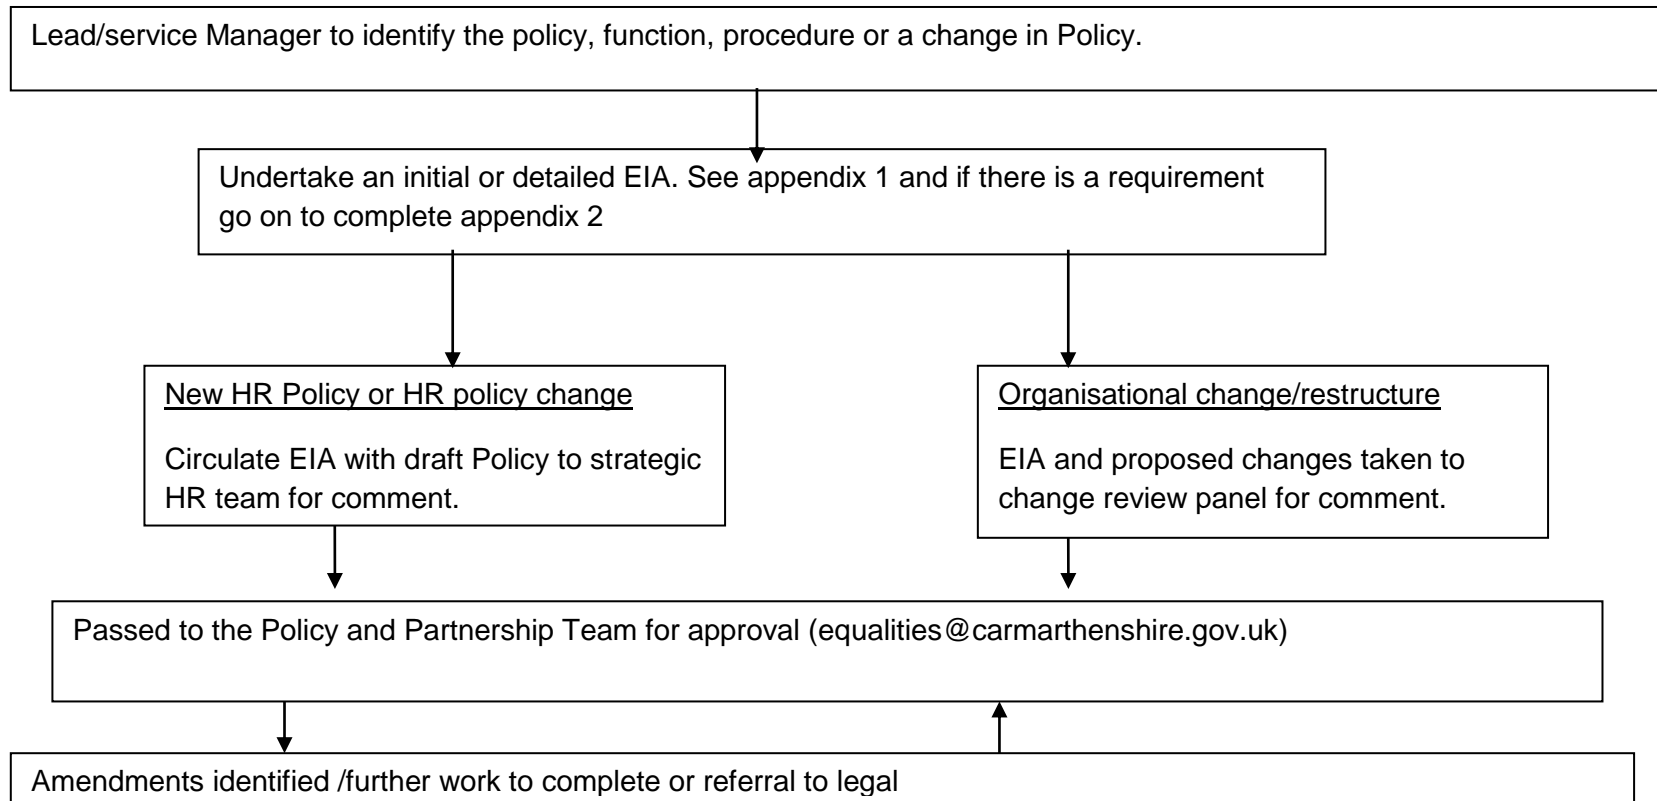 Lead/service Manager to identify the policy, function, procedure or a change in Policy.
Undertake an initial or detailed EIA. See appendix 1 and if there is a requirement
go on to complete appendix 2
New HR Policy or HR policy change
Circulate EIA with draft Policy to strategic
HR team for comment.
Organisational change/restructure
EIA and proposed changes taken to
change review panel for comment.
Passed to the Policy and Partnership Team for approval (equalities@carmarthenshire.gov.uk)
Amendments identified /further work to complete or referral to legal